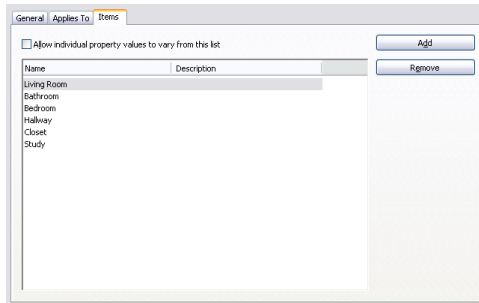 General Applies To Items
Allow individual property values to vary from this list
Add
Remove
Name Description
Living Room
Bathroom
Bedroom
Hallway
Closet
Study